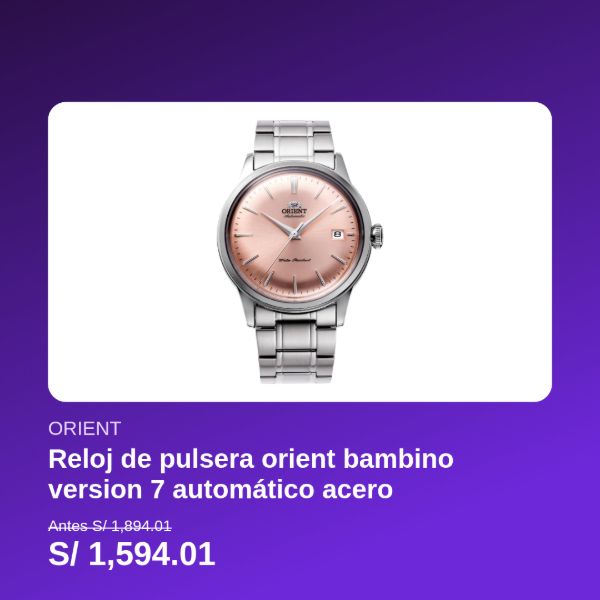 ORIENT
Automatic
Water Resistant
8
ORIENT
Reloj de pulsera orient bambino
version 7 automático acero
Antes S/ 1,894.01
S/ 1,594.01